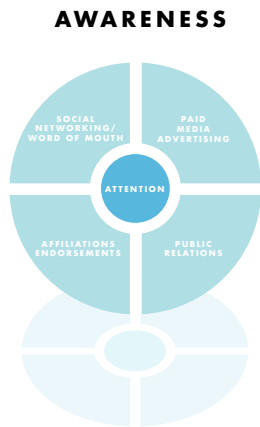 AWARENESS
SOCIAL
NETWORKING/
WORD OF MOUTH
PAID
MEDIA
ADVERTISING
ATTENTION
AFFILIATIONS
ENDORSEMENTS
PUBLIC
RELATIONS